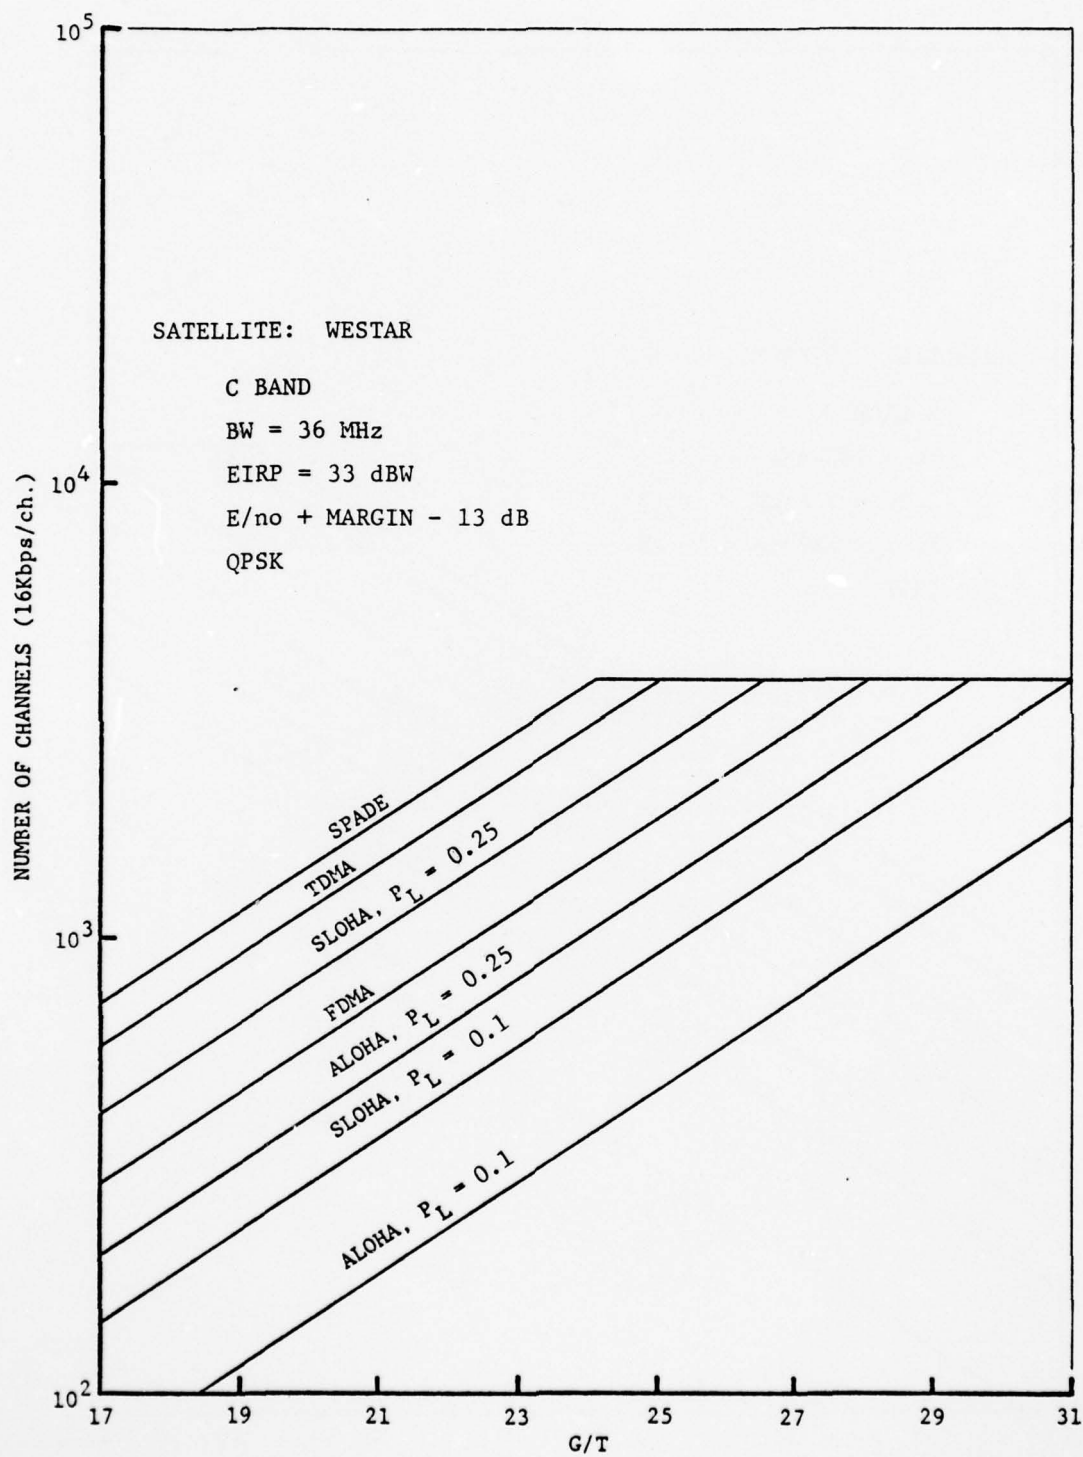 10^5
SATELLITE: WESTAR
C BAND
BW = 36 MHz
EIRP = 33 dBW
E/no + MARGIN - 13 dB
QPSK
10^4
NUMBER OF CHANNELS (16Kbps/ch.)
SPADE
TDMA
SLOHA, P_L = 0.25
10^3
FDMA
ALOHA, P_L = 0.25
SLOHA, P_L = 0.1
ALOHA, P_L = 0.1
10^2
17 19 21 23 25 27 29 31
G/T